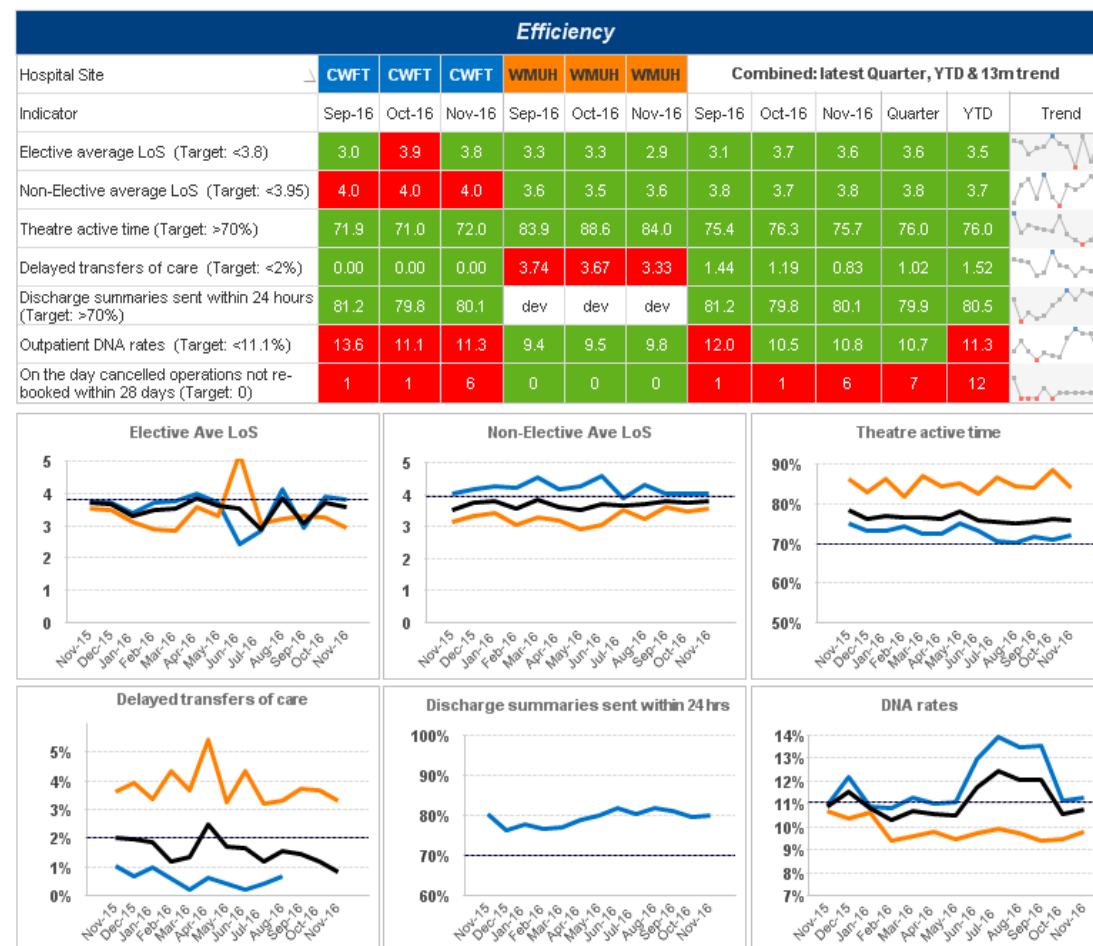 Efficiency
Hospital Site CWFT CWFT CWFT WMUH WMUH WMUH Combined: latest Quarter, YTD & 13m trend
Indicator Sep-16 Oct-16 Nov-16 Sep-16 Oct-16 Nov-16 Sep-16 Oct-16 Nov-16 Quarter YTD Trend
Elective average LoS (Target: <3.8) 3.0 3.9 3.8 3.3 3.3 2.9 3.1 3.7 3.6 3.6 3.5
Non-Elective average LoS (Target: <3.95) 4.0 4.0 4.0 3.6 3.5 3.6 3.8 3.7 3.8 3.8 3.7
Theatre active time (Target: >70%) 71.9 71.0 72.0 83.9 88.6 84.0 75.4 76.3 75.7 76.0 76.0
Delayed transfers of care (Target: <2%) 0.00 0.00 0.00 3.74 3.67 3.33 1.44 1.19 0.83 1.02 1.52
Discharge summaries sent within 24 hours
(Target: >70%) 81.2 79.8 80.1 dev dev dev 81.2 79.8 80.1 79.9 80.5
Outpatient DNA rates (Target: <11.1%) 13.6 11.1 11.3 9.4 9.5 9.8 12.0 10.5 10.8 10.7 11.3
On the day cancelled operations not re-
booked within 28 days (Target: 0) 1 1 6 0 0 0 1 1 6 7 12
Elective Ave LoS
5
4
3
2
1
0
Nov-15 Dec-15 Jan-16 Feb-16 Mar-16 Apr-16 May-16 Jun-16 Jul-16 Aug-16 Sep-16 Oct-16 Nov-16
Non-Elective Ave LoS
5
4
3
2
1
0
Nov-15 Dec-15 Jan-16 Feb-16 Mar-16 Apr-16 May-16 Jun-16 Jul-16 Aug-16 Sep-16 Oct-16 Nov-16
Theatre active time
90%
80%
70%
60%
50%
Nov-15 Dec-15 Jan-16 Feb-16 Mar-16 Apr-16 May-16 Jun-16 Jul-16 Aug-16 Sep-16 Oct-16 Nov-16
Delayed transfers of care
5%
4%
3%
2%
1%
0%
Nov-15 Dec-15 Jan-16 Feb-16 Mar-16 Apr-16 May-16 Jun-16 Jul-16 Aug-16 Sep-16 Oct-16 Nov-16
Discharge summaries sent within 24 hrs
100%
90%
80%
70%
60%
Nov-15 Dec-15 Jan-16 Feb-16 Mar-16 Apr-16 May-16 Jun-16 Jul-16 Aug-16 Sep-16 Oct-16 Nov-16
DNA rates
14%
13%
12%
11%
10%
9%
8%
7%
Nov-15 Dec-15 Jan-16 Feb-16 Mar-16 Apr-16 May-16 Jun-16 Jul-16 Aug-16 Sep-16 Oct-16 Nov-16